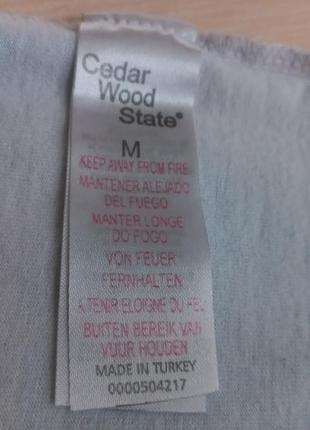 Cedar
Wood
State®
M
KEEP AWAY FROM FIRE
MANTENER ALEJADO
DEL FUEGO
MANTER LONGE
DO FOGO
VON FEUER
FERNHALTEN
A TENIR ELOIGNE DU FEU
BUITEN BEREIK VAN
VUUR HOUDEN
MADE IN TURKEY
0000504217